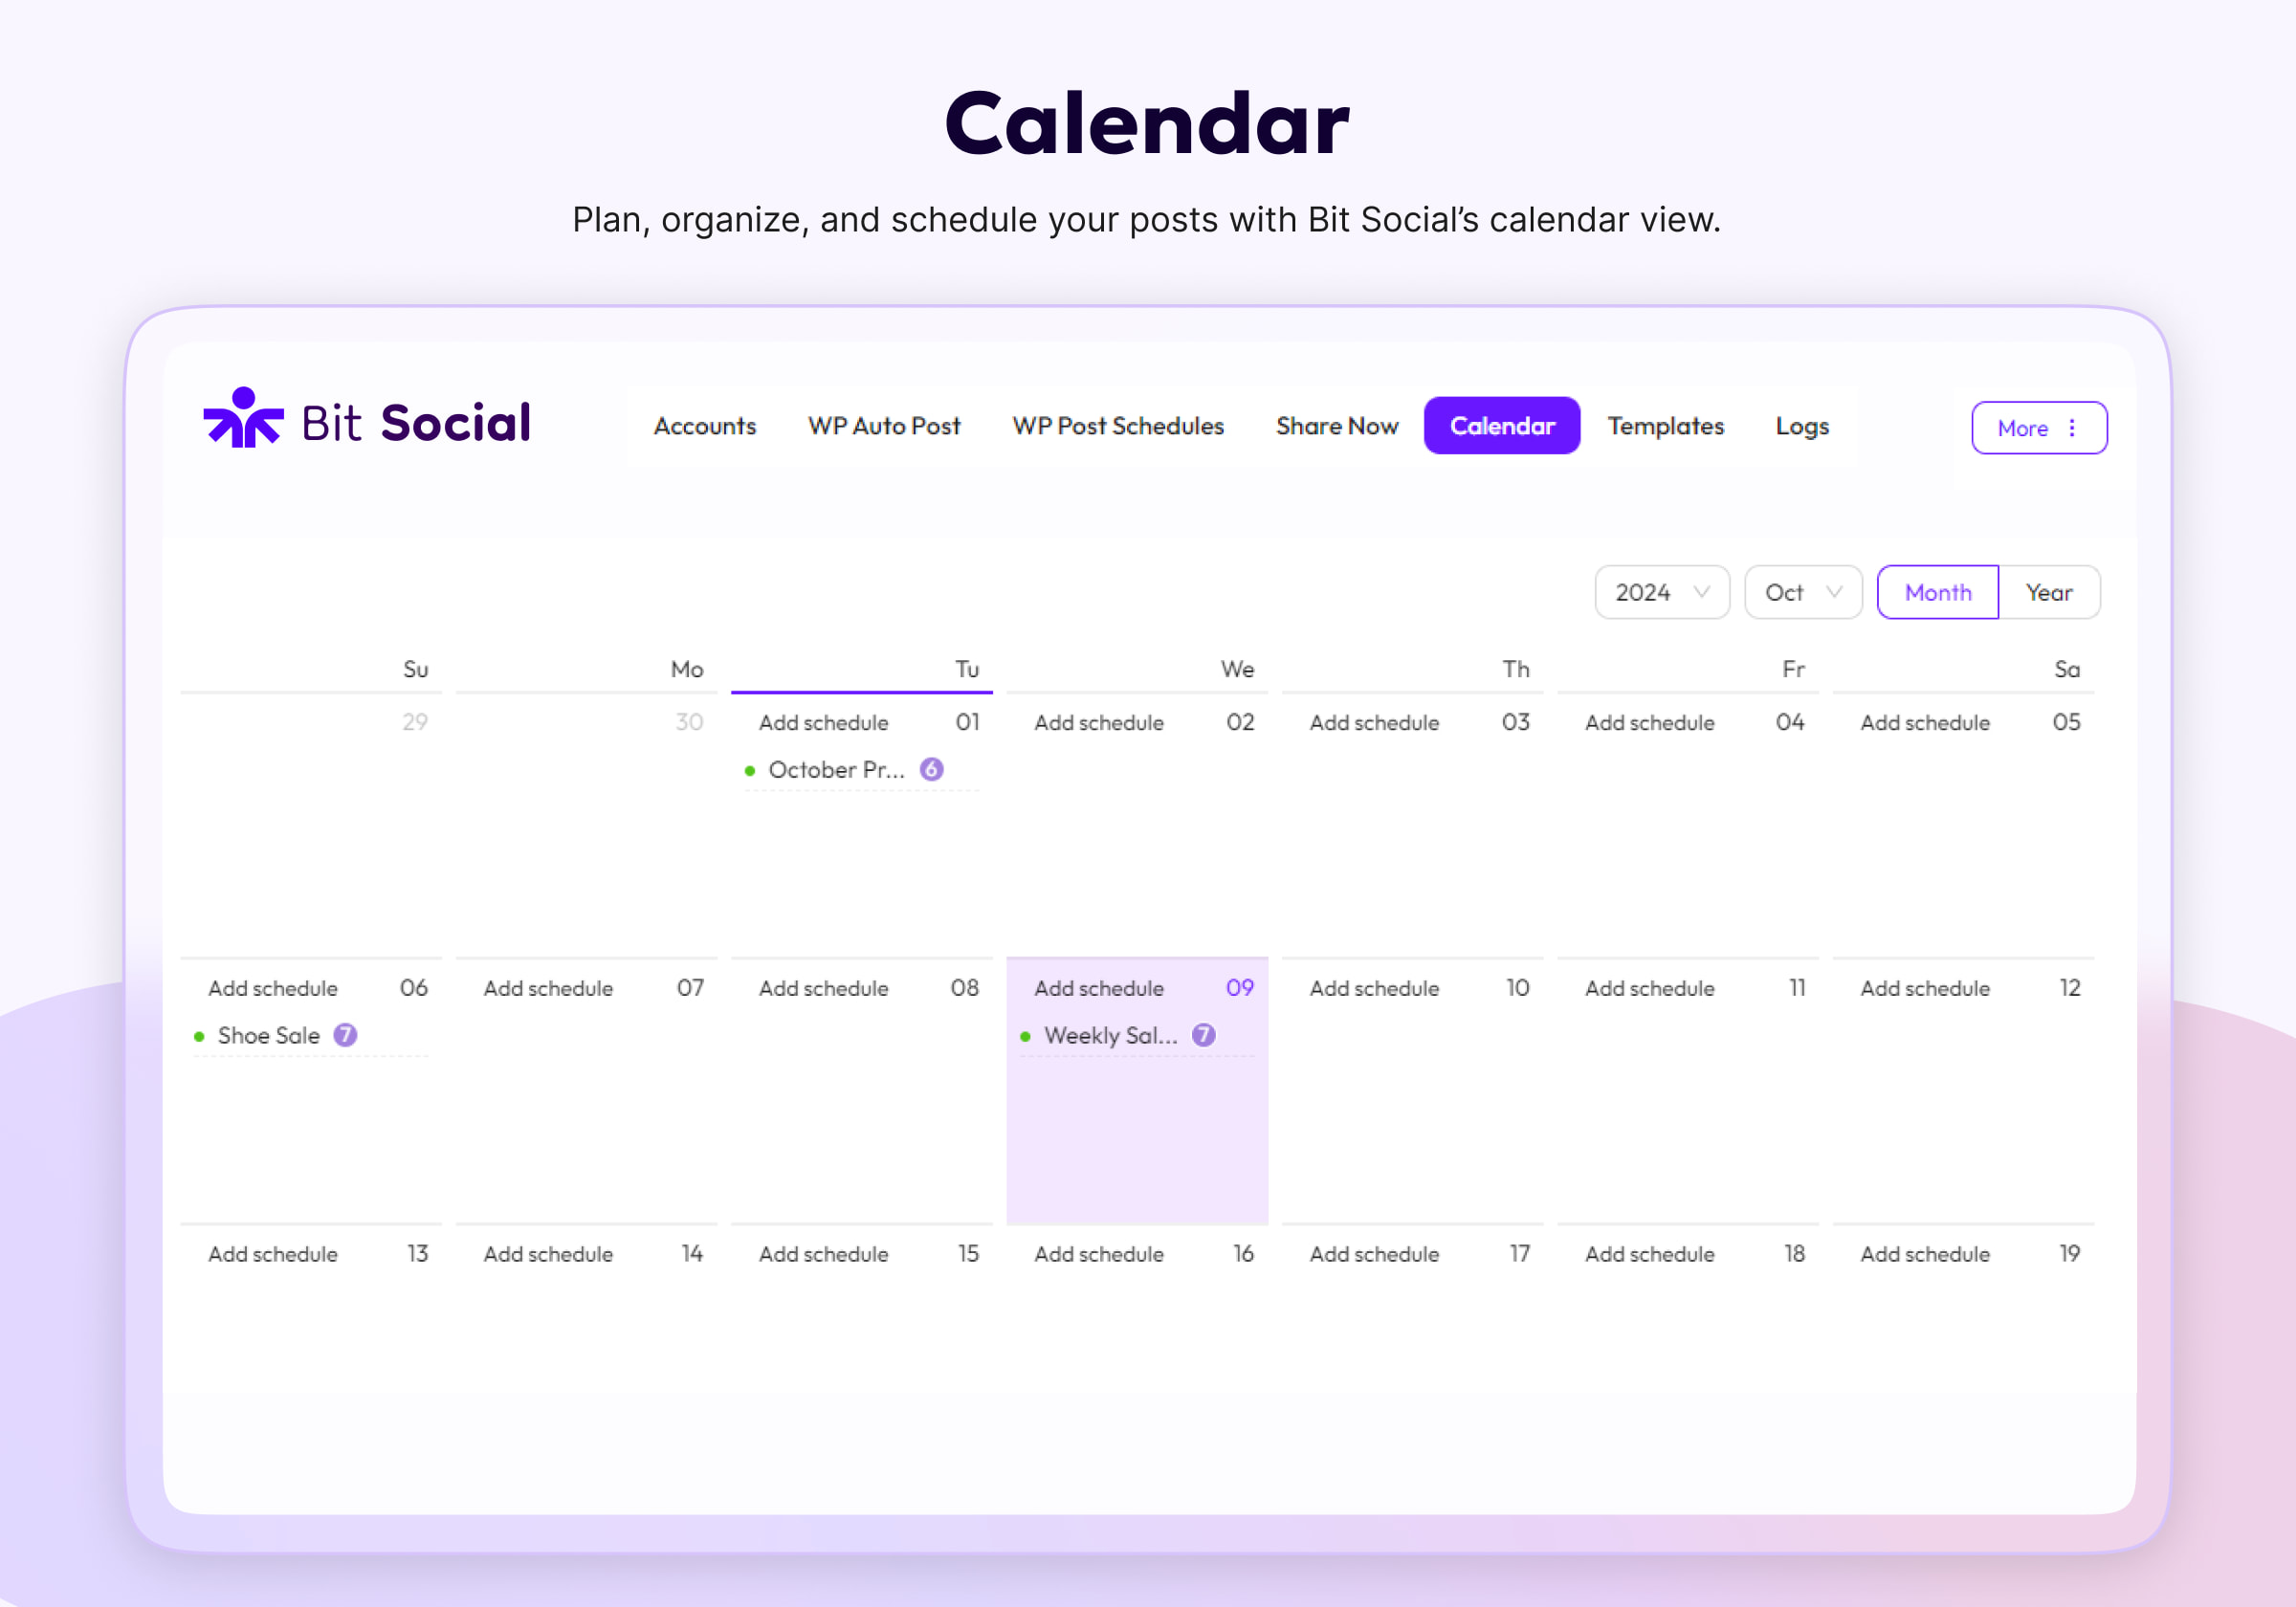 Calendar
Plan, organize, and schedule your posts with Bit Social’s calendar view.
Bit Social Accounts WP Auto Post WP Post Schedules Share Now Calendar Templates Logs More
2024 Oct Month Year
Su Mo Tu We Th Fr Sa
29 30 Add schedule 01 Add schedule 02 Add schedule 03 Add schedule 04 Add schedule 05
October Pr... 6
Add schedule 06 Add schedule 07 Add schedule 08 Add schedule 09 Add schedule 10 Add schedule 11 Add schedule 12
Shoe Sale 7 Weekly Sal... 7
Add schedule 13 Add schedule 14 Add schedule 15 Add schedule 16 Add schedule 17 Add schedule 18 Add schedule 19